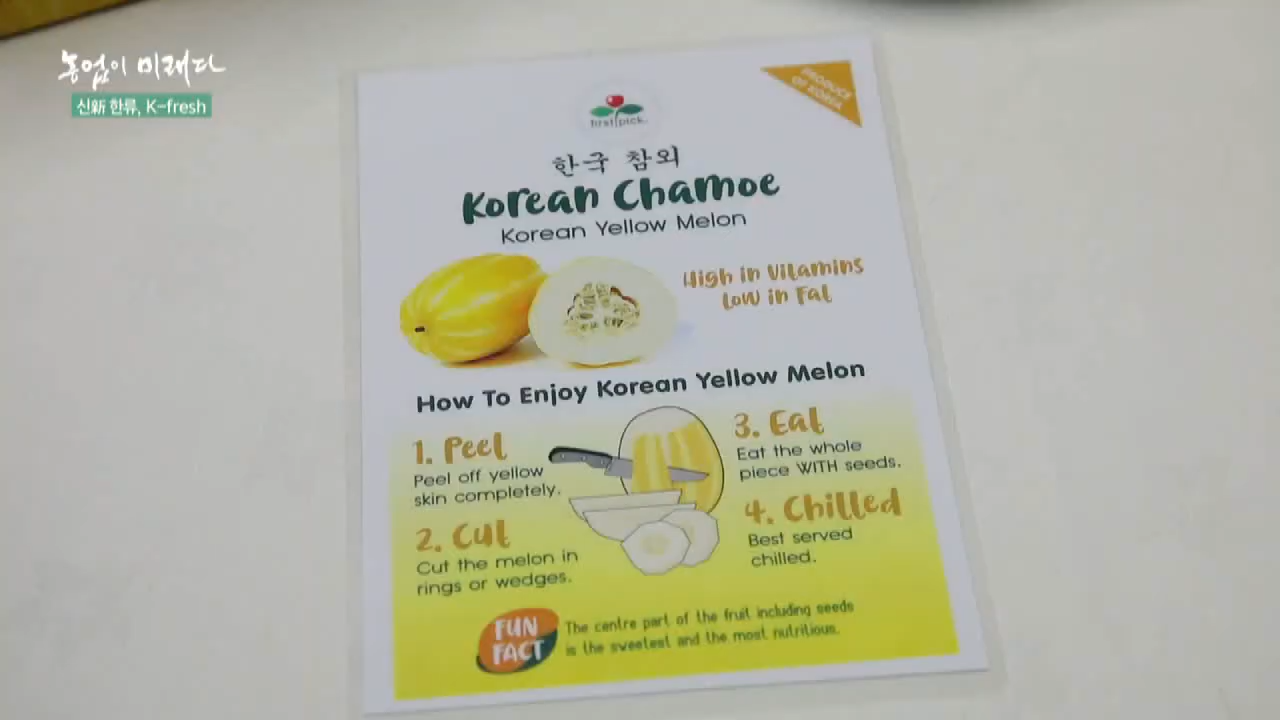 농업이 미래다
신新 한류, K-fresh
PRODUCE
OF KOREA
first pick
한국 참외
Korean Chamoe
Korean Yellow Melon
High in Vitamins
Low in Fat
How To Enjoy Korean Yellow Melon
1. Peel
Peel off yellow
skin completely.
2. Cut
Cut the melon in
rings or wedges.
3. Eat
Eat the whole
piece WITH seeds.
4. Chilled
Best served
chilled.
FUN
FACT
The centre part of the fruit including seeds
is the sweetest and the most nutritious.